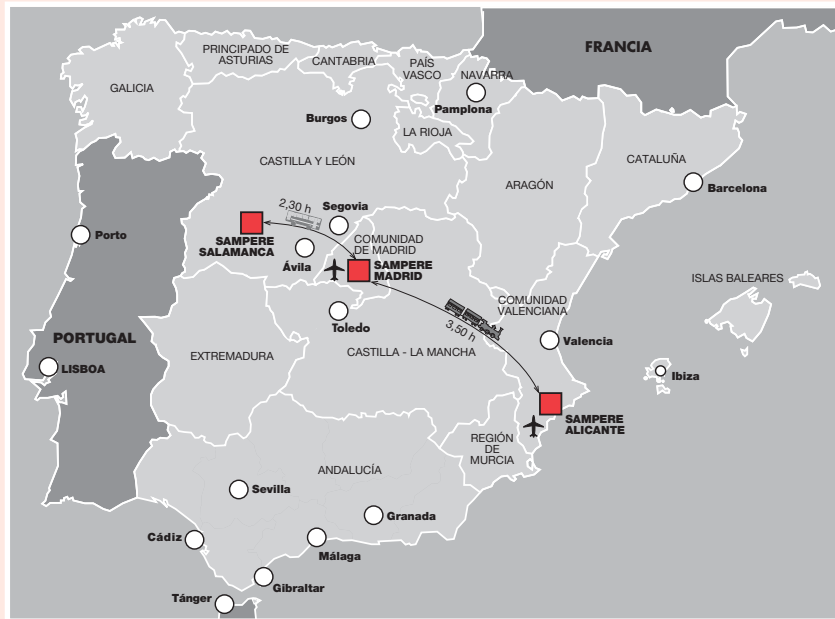 FRANCIA
PRINCIPADO DE
ASTURIAS
CANTABRIA
PAÍS
VASCO
NAVARRA
GALICIA
Pamplona
Burgos
LA RIOJA
CASTILLA Y LEÓN
CATALUÑA
ARAGÓN
Barcelona
2,30 h
Segovia
Porto
SAMPERE
SALAMANCA
COMUNIDAD
DE MADRID
Ávila
SAMPERE
MADRID
ISLAS BALEARES
COMUNIDAD
VALENCIANA
Toledo
3,50 h
PORTUGAL
Valencia
EXTREMADURA
CASTILLA - LA MANCHA
LISBOA
Ibiza
SAMPERE
ALICANTE
REGIÓN
DE
MURCIA
ANDALUCÍA
Sevilla
Granada
Cádiz
Málaga
Gibraltar
Tánger